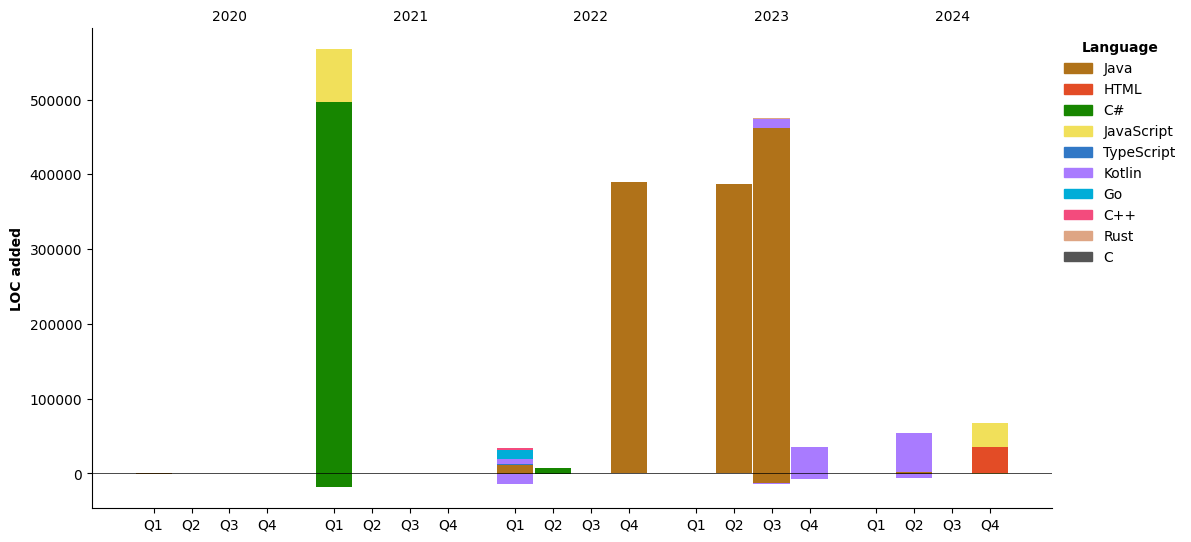 2020 2021 2022 2023 2024
Language
Java
HTML
C#
JavaScript
TypeScript
Kotlin
Go
C++
Rust
C
LOC added
500000
400000
300000
200000
100000
0
Q1 Q2 Q3 Q4 Q1 Q2 Q3 Q4 Q1 Q2 Q3 Q4 Q1 Q2 Q3 Q4 Q1 Q2 Q3 Q4